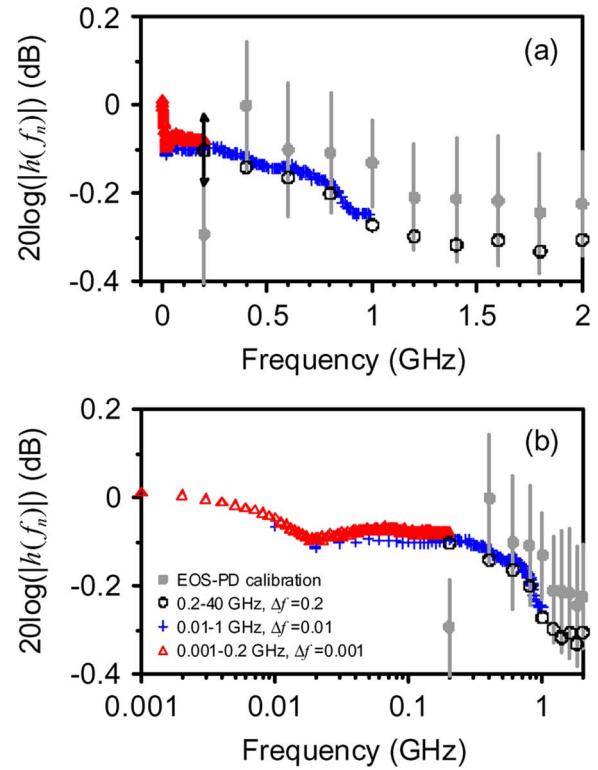 (a)
0.2
0
-0.2
-0.4
20log(|h(fₙ)|) (dB)
0 0.5 1 1.5 2
Frequency (GHz)
(b)
0.2
0
-0.2
-0.4
20log(|h(fₙ)|) (dB)
EOS-PD calibration
0.2-40 GHz, Δf=0.2
0.01-1 GHz, Δf=0.01
0.001-0.2 GHz, Δf=0.001
0.001 0.01 0.1 1
Frequency (GHz)